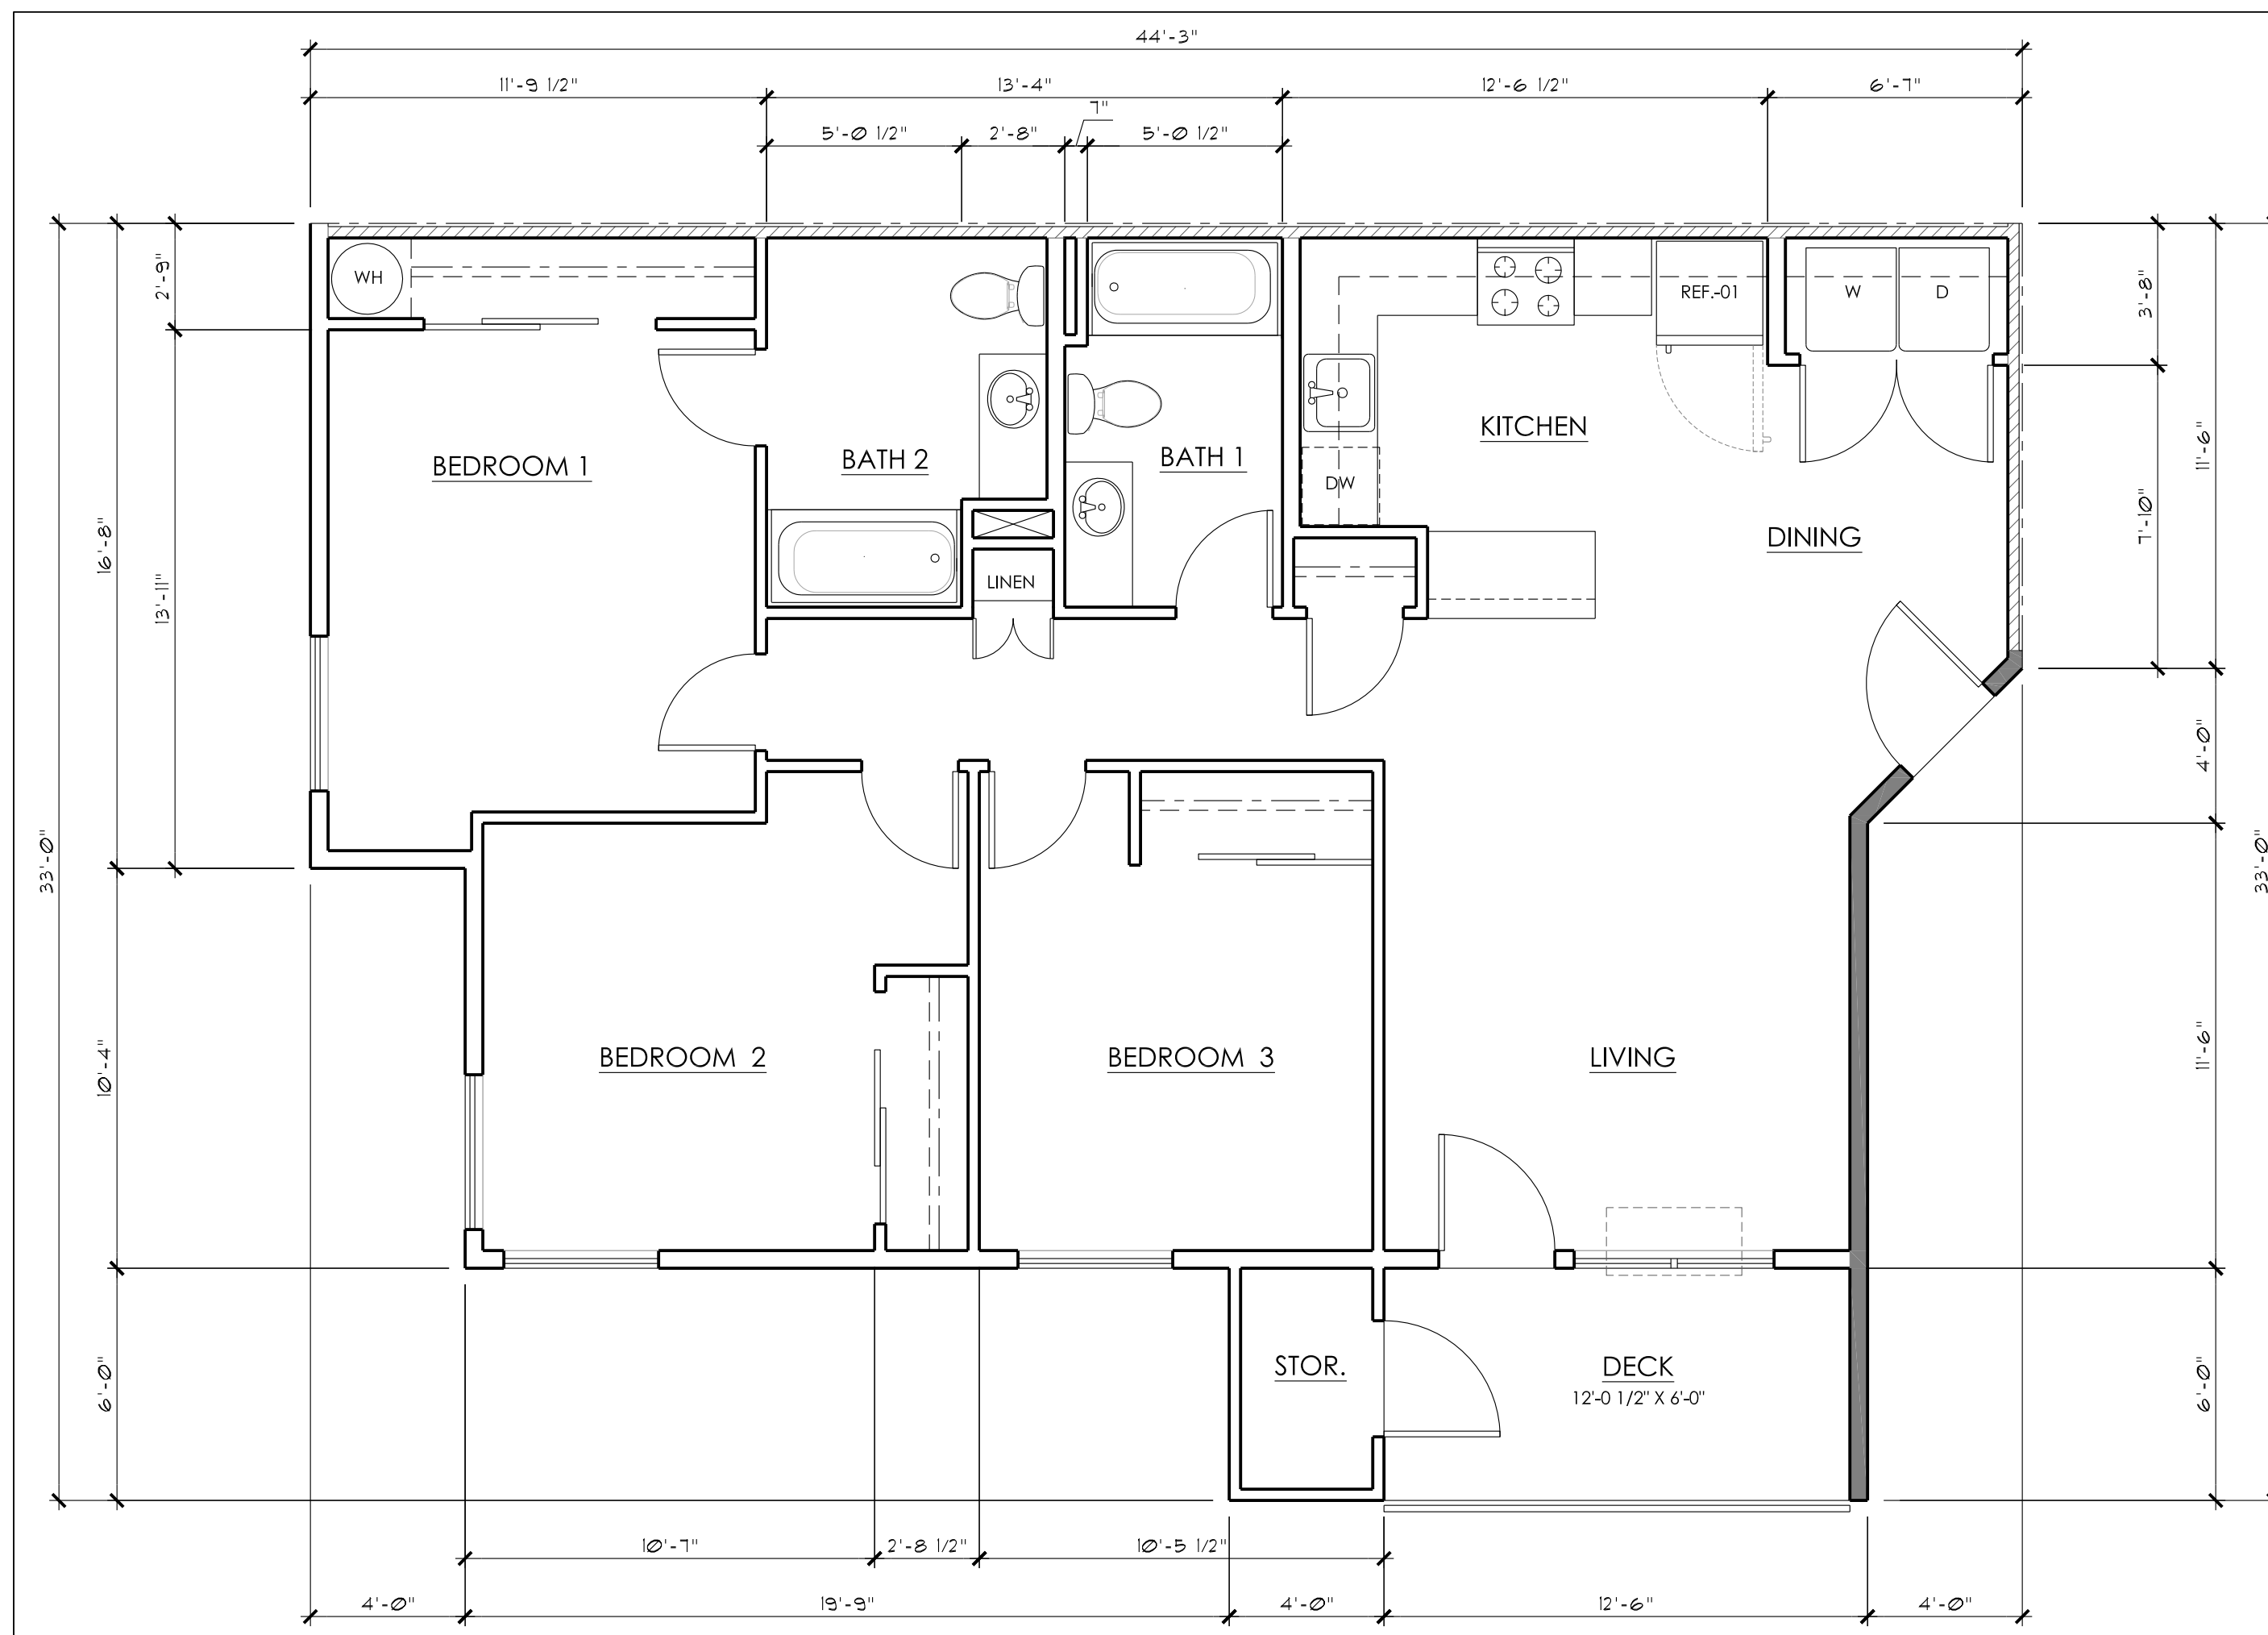 44'-3"
11'-9 1/2"
13'-4"
12'-6 1/2"
6'-7"
7"
5'-0 1/2"
2'-8"
5'-0 1/2"
2'-9"
3'-8"
WH
REF.-01
W
D
KITCHEN
11'-6"
BEDROOM 1
BATH 2
BATH 1
DW
16'-8"
7'-10"
DINING
13'-11"
LINEN
4'-0"
33'-0"
33'-0"
10'-4"
11'-6"
BEDROOM 2
BEDROOM 3
LIVING
6'-0"
6'-0"
STOR.
DECK
12'-0 1/2" X 6'-0"
10'-7"
2'-8 1/2"
10'-5 1/2"
4'-0"
19'-9"
4'-0"
12'-6"
4'-0"